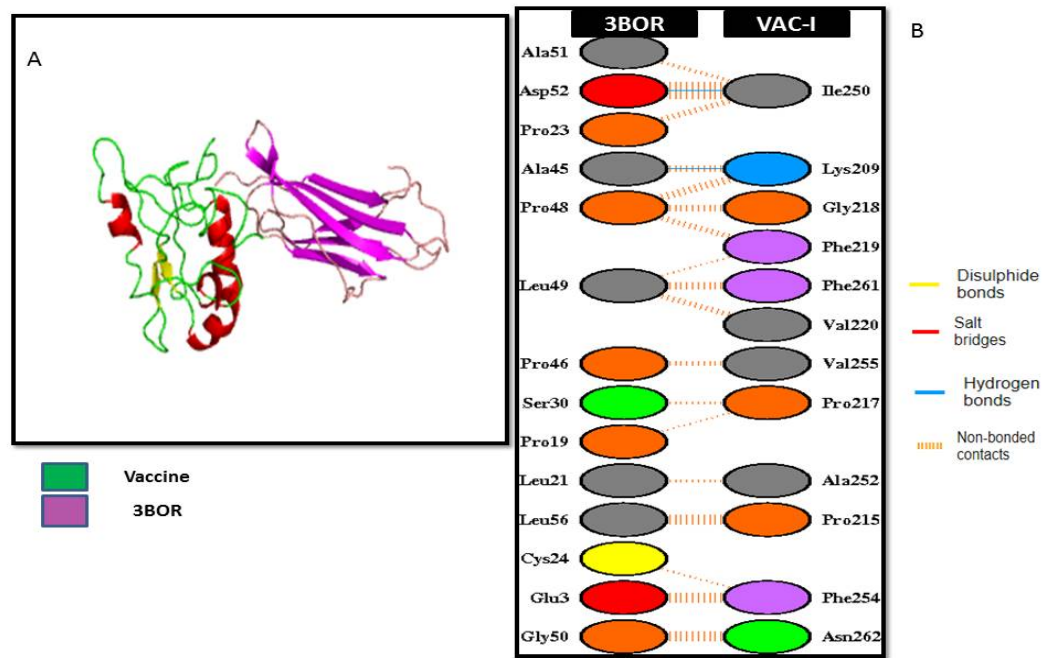 A
Vaccine
3BOR
3BOR VAC-I
Ala51
Asp52 Ile250
Pro23
Ala45 Lys209
Pro48 Gly218
Phe219
Leu49 Phe261
Val220
Pro46 Val255
Ser30 Pro217
Pro19
Leu21 Ala252
Leu56 Pro215
Cys24
Glu3 Phe254
Gly50 Asn262
B
Disulphide
bonds
Salt
bridges
Hydrogen
bonds
Non-bonded
contacts